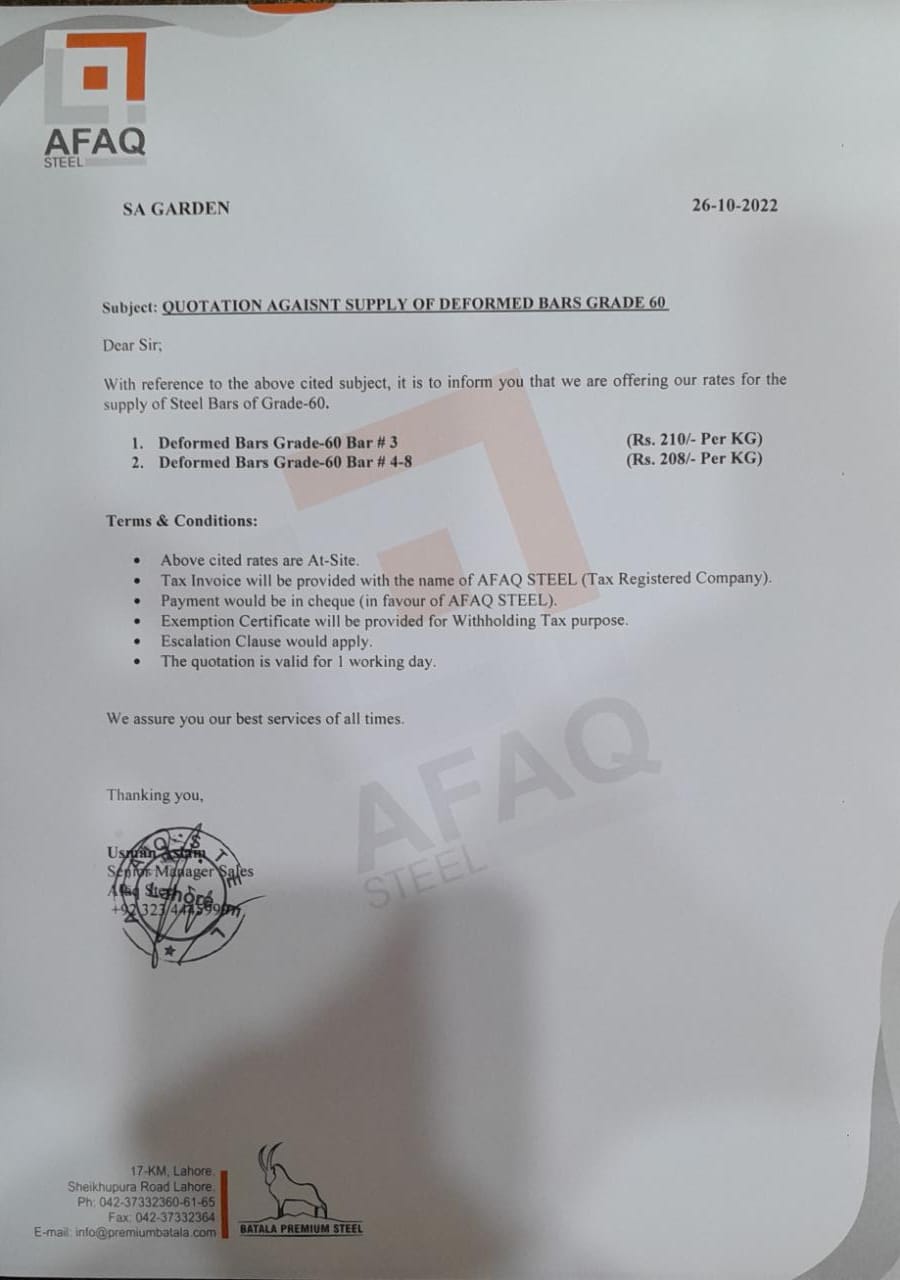 AFAQ
STEEL
SA GARDEN 26-10-2022
Subject: QUOTATION AGAISNT SUPPLY OF DEFORMED BARS GRADE 60
Dear Sir;
With reference to the above cited subject, it is to inform you that we are offering our rates for the
supply of Steel Bars of Grade-60.
1. Deformed Bars Grade-60 Bar # 3 (Rs. 210/- Per KG)
2. Deformed Bars Grade-60 Bar # 4-8 (Rs. 208/- Per KG)
Terms & Conditions:
• Above cited rates are At-Site.
• Tax Invoice will be provided with the name of AFAQ STEEL (Tax Registered Company).
• Payment would be in cheque (in favour of AFAQ STEEL).
• Exemption Certificate will be provided for Withholding Tax purpose.
• Escalation Clause would apply.
• The quotation is valid for 1 working day.
We assure you our best services of all times.
AFAQ
STEEL
Thanking you,
Usman
Senior Manager Sales
Afaq Steel
+92 323
AFAQ STEEL
Lahore
17-KM, Lahore.
Sheikhupura Road Lahore.
Ph: 042-37332360-61-65
Fax: 042-37332364
E-mail: info@premiumbatala.com
BATALA PREMIUM STEEL